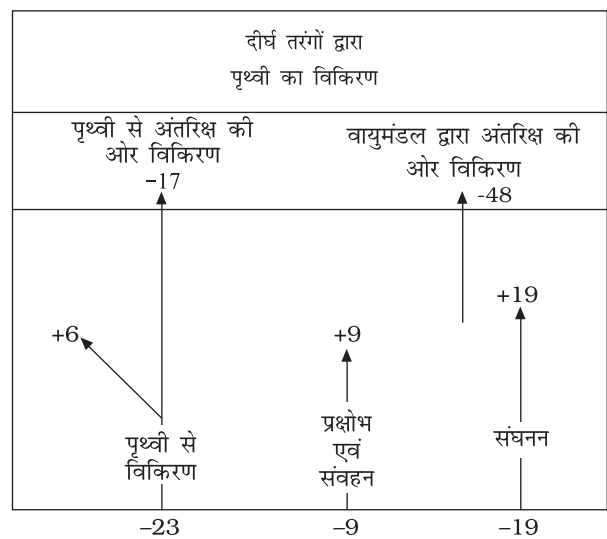 दीर्घ तरंगों द्वारा
पृथ्वी का विकिरण
पृथ्वी से अंतरिक्ष की
ओर विकिरण
–17
वायुमंडल द्वारा अंतरिक्ष की
ओर विकिरण
-48
+6
+9
+19
पृथ्वी से
विकिरण
प्रक्षोभ
एवं
संवहन
संघनन
–23
–9
–19